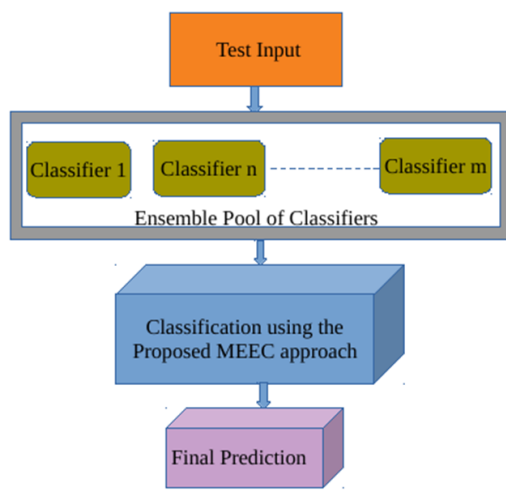 Test Input
Classifier 1
Classifier n
Classifier m
Ensemble Pool of Classifiers
Classification using the
Proposed MEEC approach
Final Prediction